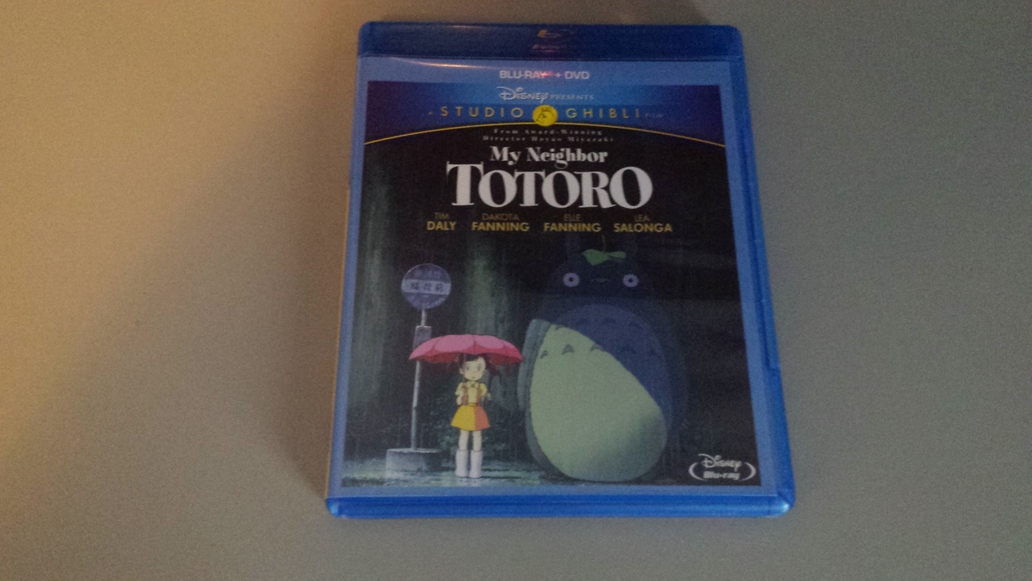 BLU-RAY + DVD
Disney PRESENTS
A STUDIO GHIBLI FILM
From Award-Winning
Director Hayao Miyazaki
My Neighbor
TOTORO
TIM DALY
DAKOTA FANNING
ELLE FANNING
LEA SALONGA
Disney
Blu-ray